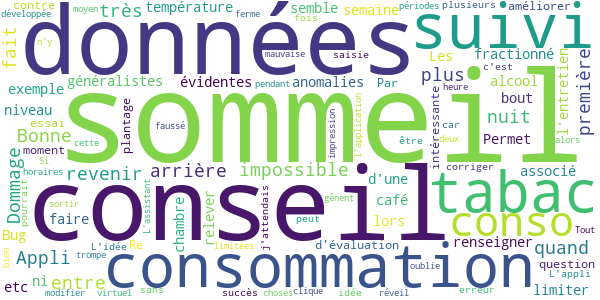 contre
moyen
très
température
semble
semaine
plusieurs
périodes
améliorer
développée
n'y
ferme
fois
fait
données
suivi
mauvaise
saisie
Les
fractionné
c'est
généralistes
évidentes
pendant
anomalies
Par
plus
exemple
sommeil
heure
alcool
première
niveau
plantage
faussé
l'application
intéressante
bout
l'entretien
essai
Bonne
cette
impression
être
car
deux
nuit
alors
moment
Permet
Dommage
Si
horaires
revenir
arrière
impossible
d'une
corriger
associé
pourrait
conseil
tabac
L'assistant
chambre
relever
j'attendais
gênent
café
sortir
faire
limitées
peut
lors
conso
Tout
bien
Bug
L'idée
Re
d'évaluation
renseigner
quand
Appli
trompe
consommation
oublie
question
L'appli
etc
ni
entre
modifier
virtuel
sans
succès
choses
clique
idée
réveil
erreur
limiter